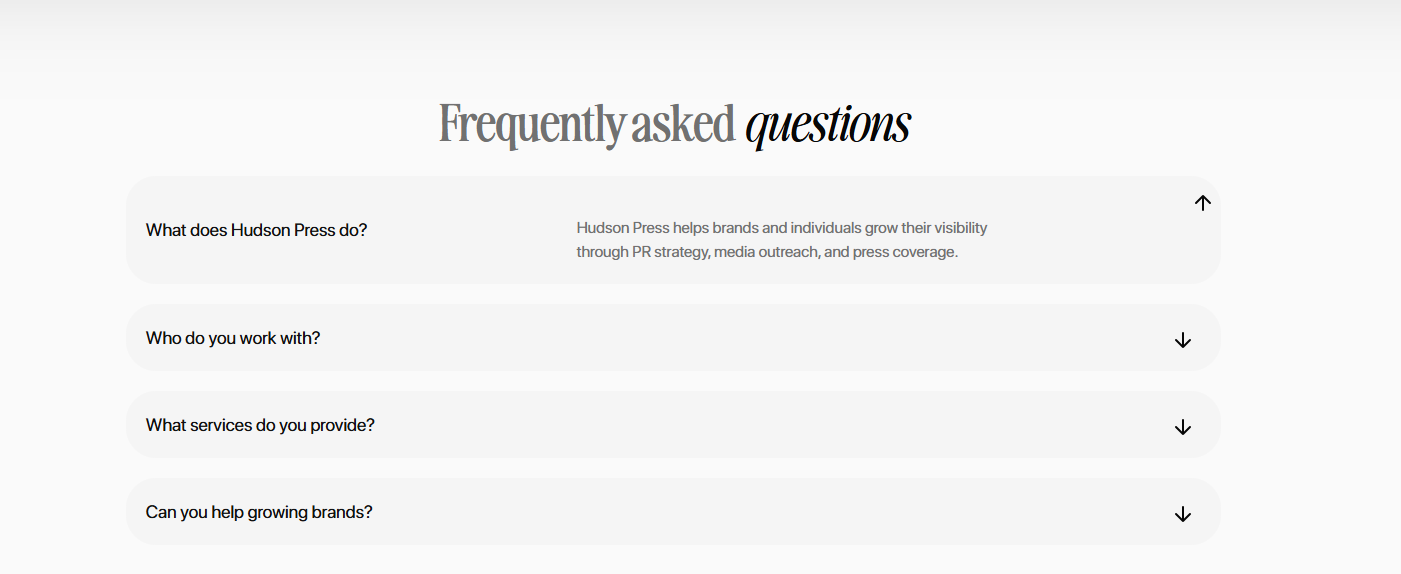 Frequently asked questions
What does Hudson Press do?
Hudson Press helps brands and individuals grow their visibility
through PR strategy, media outreach, and press coverage.
Who do you work with?
What services do you provide?
Can you help growing brands?